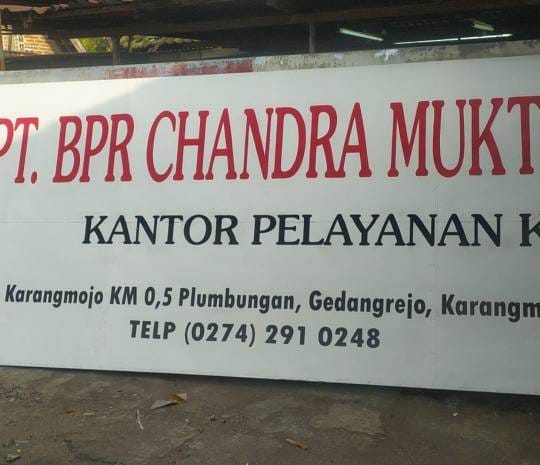 PT. BPR CHANDRA MUKT
KANTOR PELAYANAN K
Karangmojo KM 0,5 Plumbungan, Gedangrejo, Karangm
TELP (0274) 291 0248